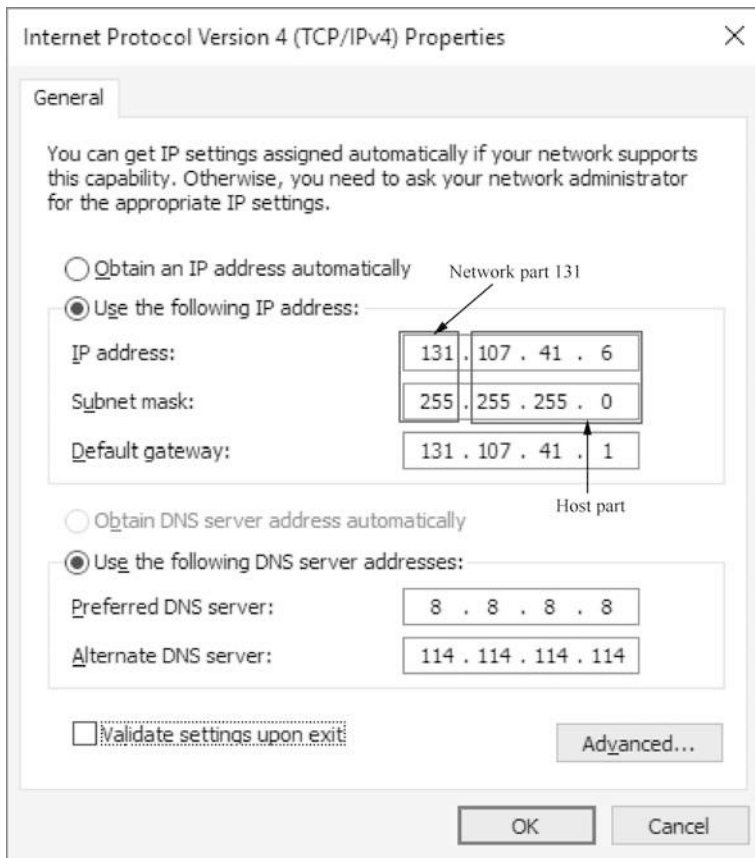 Internet Protocol Version 4 (TCP/IPv4) Properties
General
You can get IP settings assigned automatically if your network supports
this capability. Otherwise, you need to ask your network administrator
for the appropriate IP settings.
Obtain an IP address automatically
Network part 131
Use the following IP address:
IP address: 131 . 107 . 41 . 6
Subnet mask: 255 . 255 . 255 . 0
Default gateway: 131 . 107 . 41 . 1
Host part
Obtain DNS server address automatically
Use the following DNS server addresses:
Preferred DNS server: 8 . 8 . 8 . 8
Alternate DNS server: 114 . 114 . 114 . 114
Validate settings upon exit
Advanced...
OK Cancel